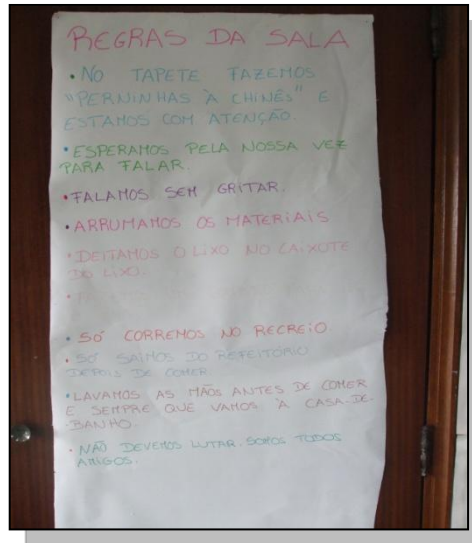 REGRAS DA SALA
• NO TAPETE FAZEMOS
"PERNINHAS À CHINÊS" E
ESTAMOS COM ATENÇÃO.
• ESPERAMOS PELA NOSSA VEZ
PARA FALAR.
• FALAMOS SEM GRITAR.
• ARRUMAMOS OS MATERIAIS
• DEITAMOS O LIXO NO CAIXOTE
DO LIXO.
• SÓ CORREMOS NO RECREIO.
• SÓ SAÍMOS DO REFEITÓRIO
DEPOIS DE COMER.
• LAVAMOS AS MÃOS ANTES DE COMER
E SEMPRE QUE VAMOS À CASA-DE-
BANHO.
• NÃO DEVEMOS LUTAR. SOMOS TODOS
AMIGOS.